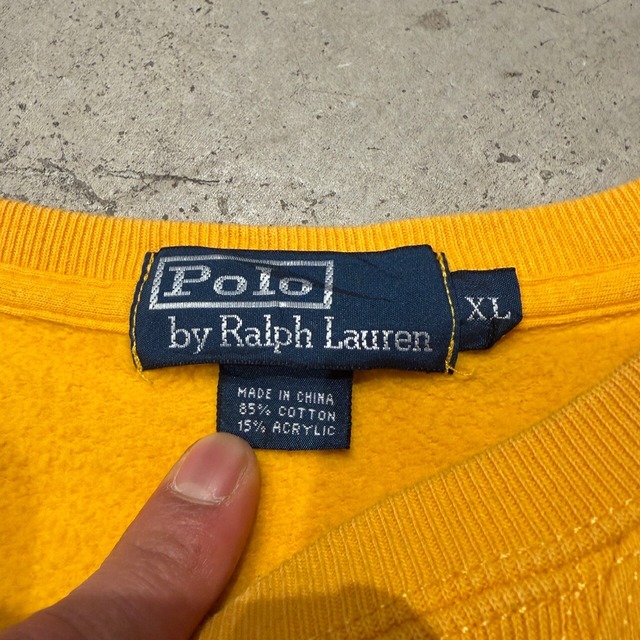 Polo
by Ralph Lauren
XL
MADE IN CHINA
85% COTTON
15% ACRYLIC